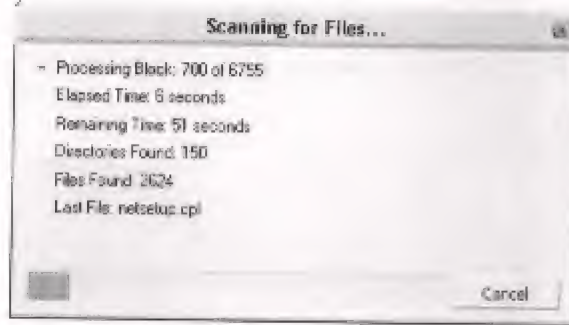 Scanning for Files...
Processing Block: 700 of 6755
Elapsed Time: 6 seconds
Remaining Time: 51 seconds
Directories Found: 150
Files Found: 2624
Last File: netsetup.cpl
Cancel